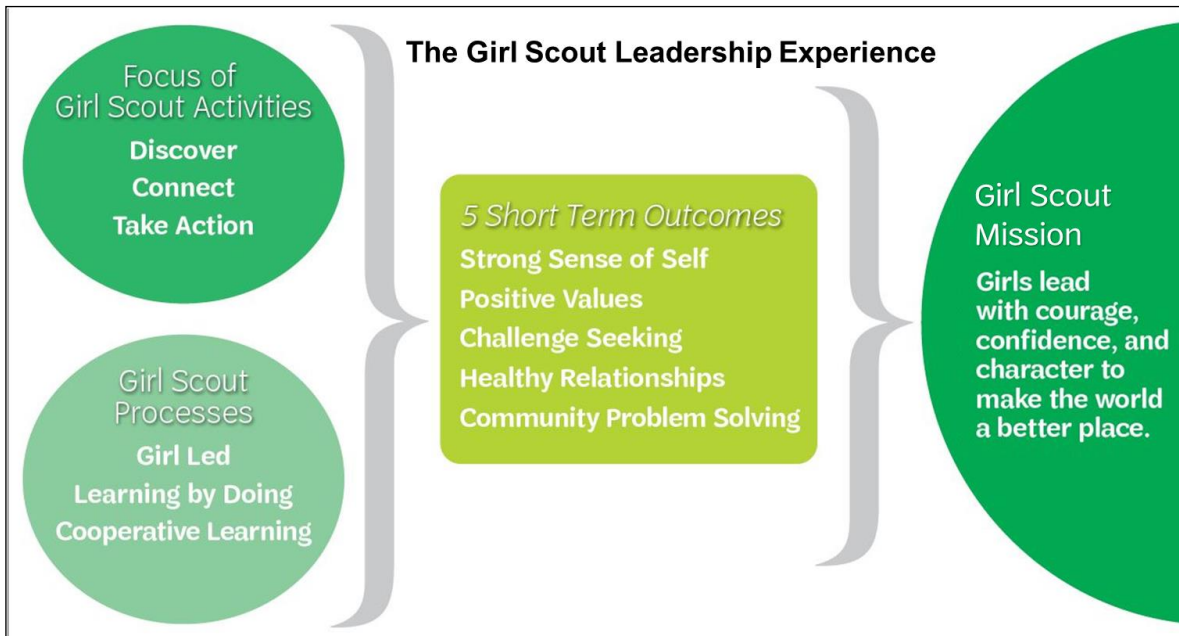 The Girl Scout Leadership Experience
Focus of
Girl Scout Activities
Discover
Connect
Take Action
Girl Scout
Processes
Girl Led
Learning by Doing
Cooperative Learning
5 Short Term Outcomes
Strong Sense of Self
Positive Values
Challenge Seeking
Healthy Relationships
Community Problem Solving
Girl Scout
Mission
Girls lead
with courage,
confidence, and
character to
make the world
a better place.